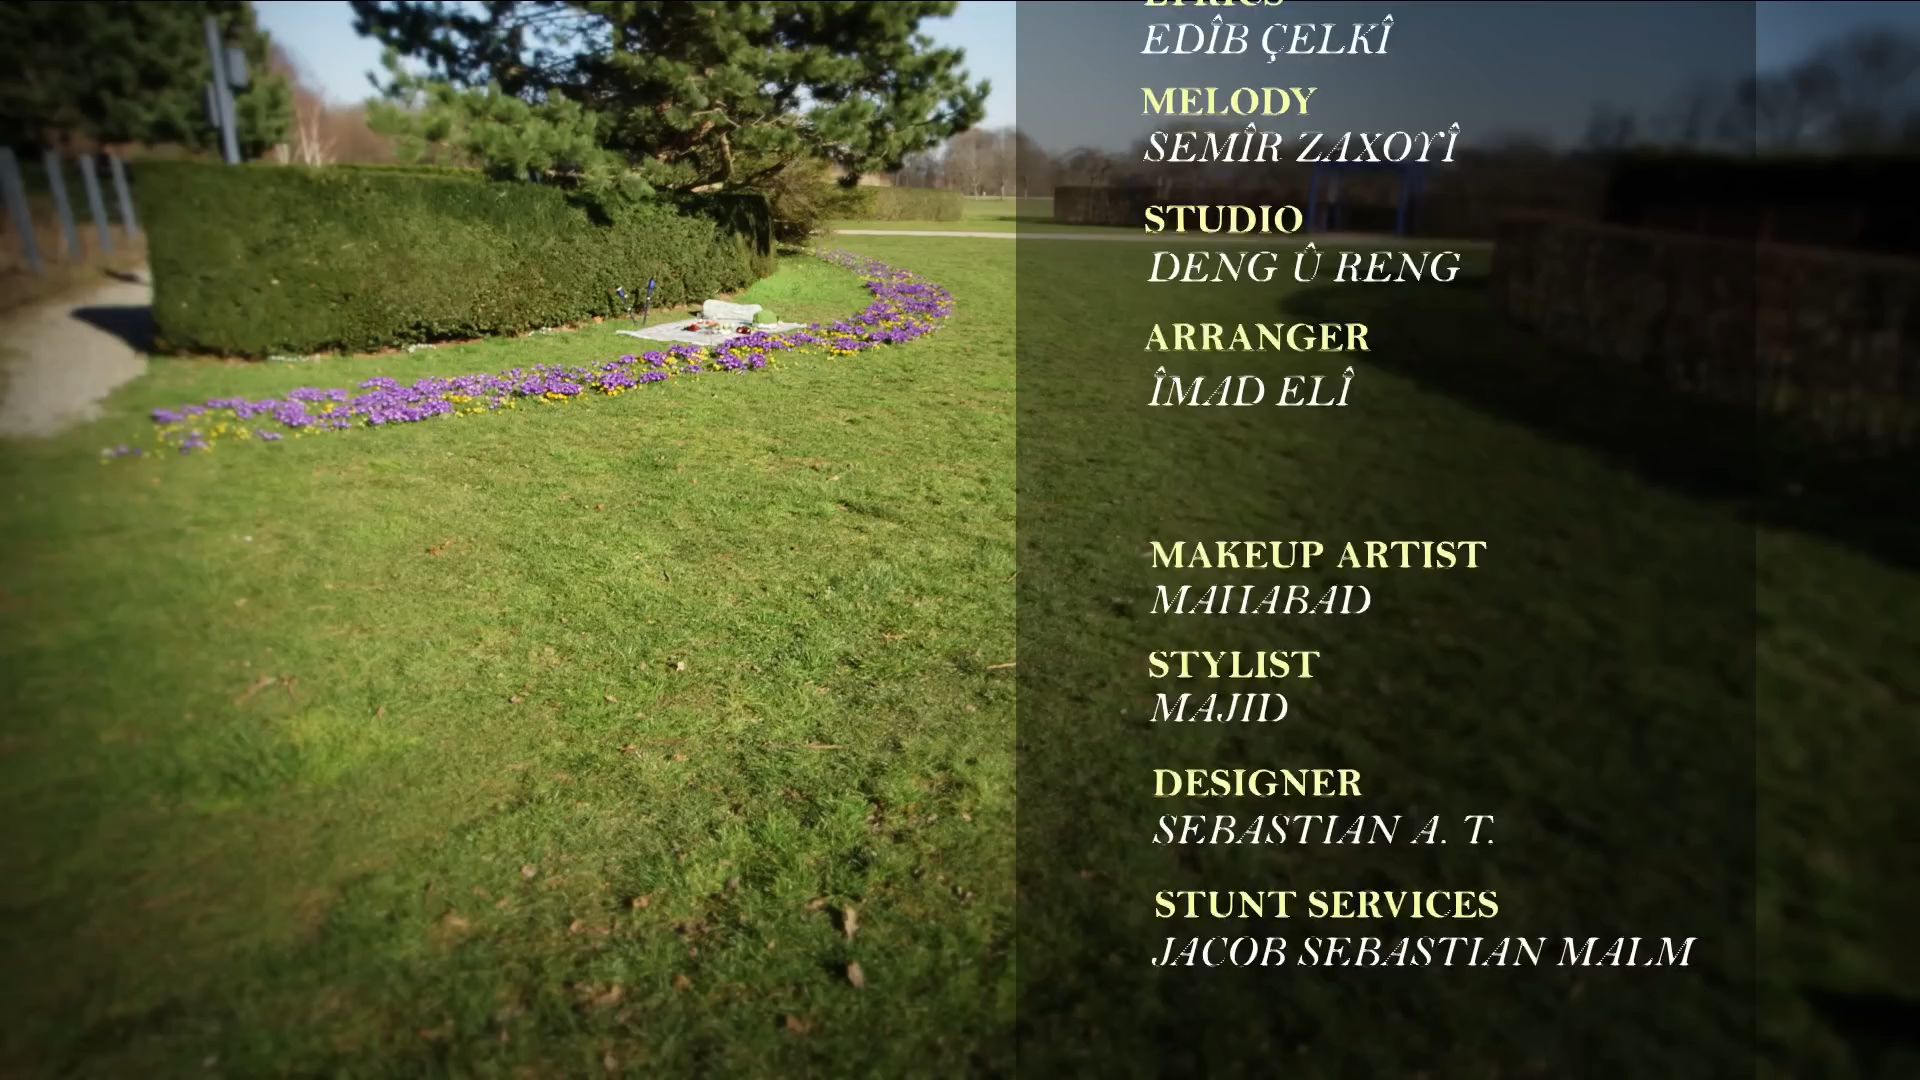 LYRICS
EDÎB ÇELKÎ
MELODY
SEMÎR ZAXOYÎ
STUDIO
DENG Û RENG
ARRANGER
ÎMAD ELÎ
MAKEUP ARTIST
MAHABAD
STYLIST
MAJID
DESIGNER
SEBASTIAN A. T.
STUNT SERVICES
JACOB SEBASTIAN MALM